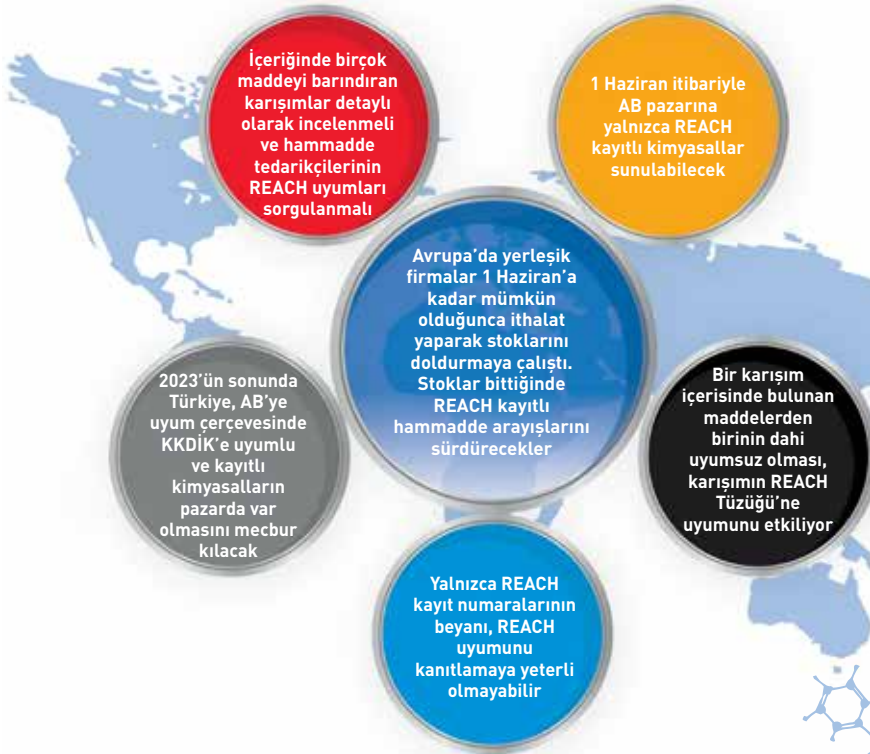 İçeriğinde birçok
maddeyi barındıran
karışımlar detaylı
olarak incelenmeli
ve hammadde
tedarikçilerinin
REACH uyumları
sorgulanmalı
1 Haziran itibariyle
AB pazarına
yalnızca REACH
kayıtlı kimyasallar
sunulabilecek
Avrupa'da yerleşik
firmalar 1 Haziran'a
kadar mümkün
olduğunca ithalat
yaparak stoklarını
doldurmaya çalıştı.
Stoklar bittiğinde
REACH kayıtlı
hammadde arayışlarını
sürdürecekler
2023'ün sonunda
Türkiye, AB'ye
uyum çerçevesinde
KKDİK'e uyumlu
ve kayıtlı
kimyasalların
pazarda var
olmasını mecbur
kılacak
Bir karışım
içerisinde bulunan
maddelerden
birinin dahi
uyumsuz olması,
karışımın REACH
Tüzüğü'ne
uyumunu etkiliyor
Yalnızca REACH
kayıt numaralarının
beyanı, REACH
uyumunu
kanıtlamaya yeterli
olmayabilir